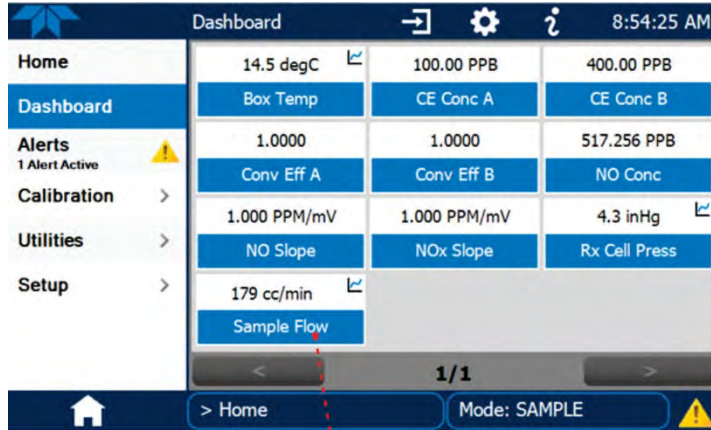 Dashboard
8:54:25 AM
Home
Dashboard
Alerts
1 Alert Active
Calibration
Utilities
Setup
14.5 degC
Box Temp
100.00 PPB
CE Conc A
400.00 PPB
CE Conc B
1.0000
Conv Eff A
1.0000
Conv Eff B
517.256 PPB
NO Conc
1.000 PPM/mV
NO Slope
1.000 PPM/mV
NOx Slope
4.3 inHg
Rx Cell Press
179 cc/min
Sample Flow
< 1/1 >
> Home
Mode: SAMPLE